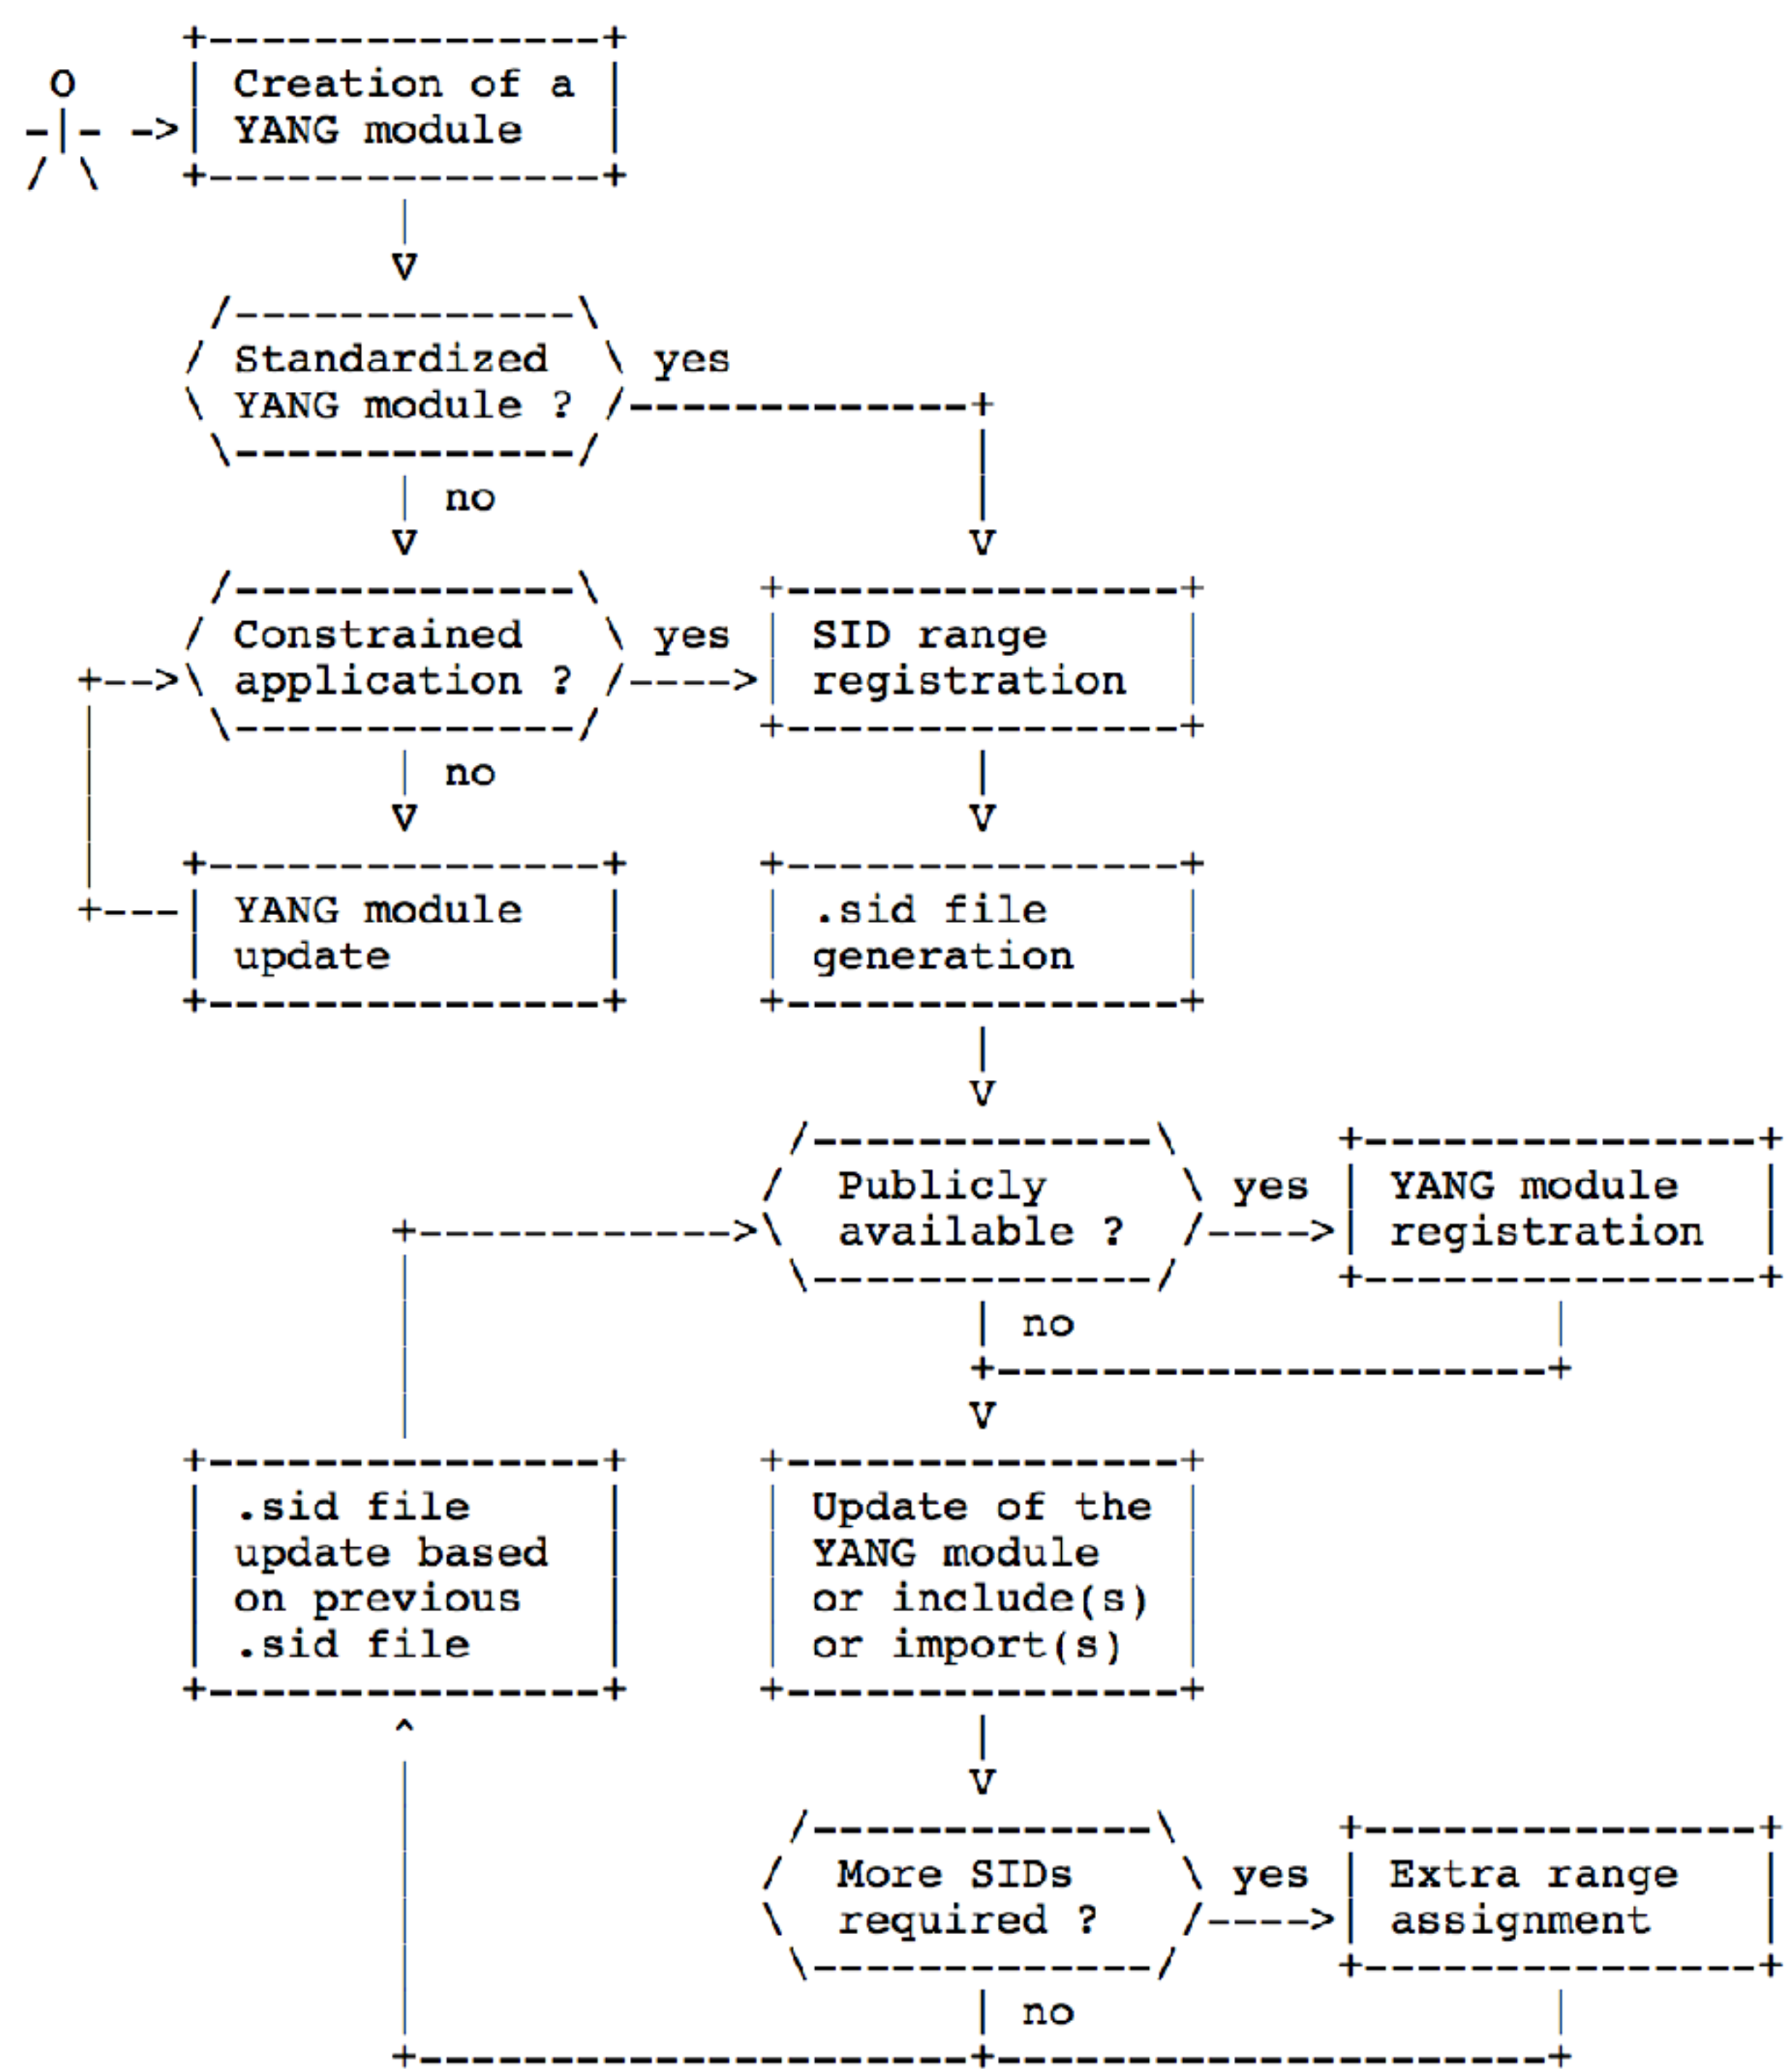 +---------------+
 O       | Creation of a |
-|- ->| YANG module   |
/ \      +---------------+
|
V
/-------------\
/ Standardized  \ yes
\ YANG module ? /-------------+
\-------------/               |
| no                          |
V                             V
/-------------\       +---------------+
/ Constrained   \ yes | SID range     |
+-->\ application ? /---->| registration  |
|    \-------------/      +---------------+
|           | no                  |
|           V                     V
|   +---------------+     +---------------+
+---| YANG module   |     | .sid file     |
| update        |     | generation    |
+---------------+     +---------------+
|
V
/-------------\       +---------------+
/  Publicly     \ yes | YANG module   |
+------------->\  available ?  /---->| registration  |
|               \-------------/      +---------------+
|                      | no                  |
|                      +---------------------+
|                      V
+---------------+     +---------------+
| .sid file     |     | Update of the |
| update based  |     | YANG module   |
| on previous   |     | or include(s) |
| .sid file     |     | or import(s)  |
+---------------+     +---------------+
^                     |
|                     V
|              /-------------\       +---------------+
|             /  More SIDs    \ yes | Extra range   |
|             \  required ?   /---->| assignment    |
|              \-------------/      +---------------+
|                     | no                  |
+---------------------+---------------------+